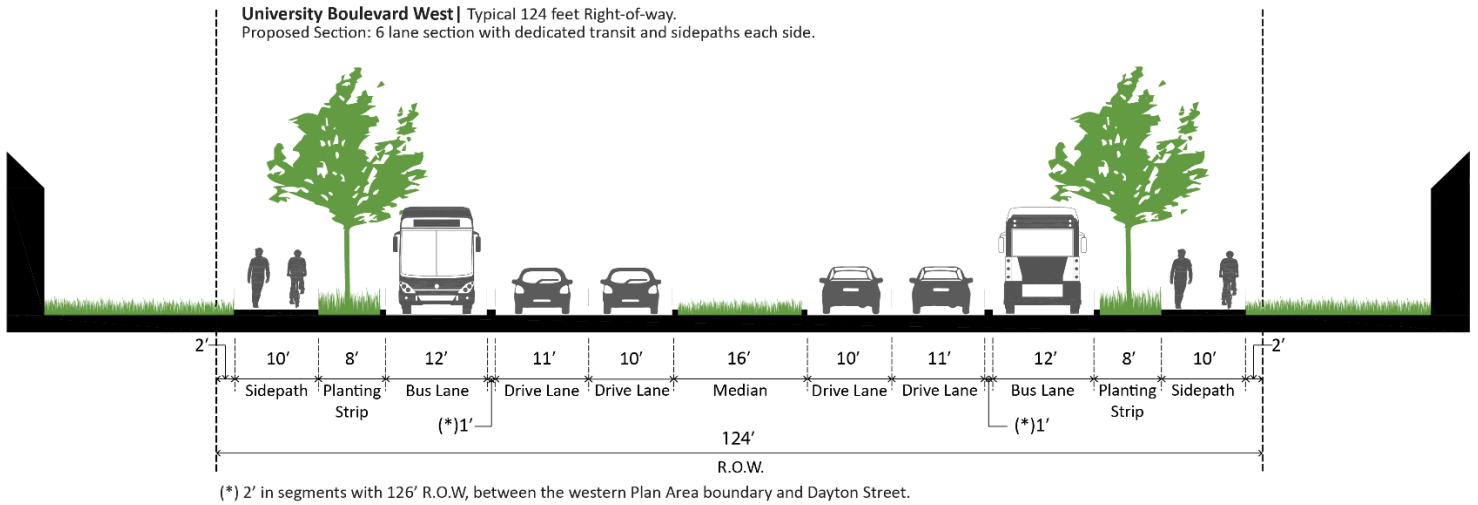 University Boulevard West| Typical 124 feet Right-of-way.
Proposed Section: 6 lane section with dedicated transit and sidepaths each side.
2’ 10’ 8’ 12’ 11’ 10’ 16’ 10’ 11’ 12’ 8’ 10’ 2’
Sidepath Planting Bus Lane Drive Lane Drive Lane Median Drive Lane Drive Lane Bus Lane Planting Sidepath
Strip Strip
(*)1’ (*)1’
124’
R.O.W.
(*) 2’ in segments with 126’ R.O.W, between the western Plan Area boundary and Dayton Street.